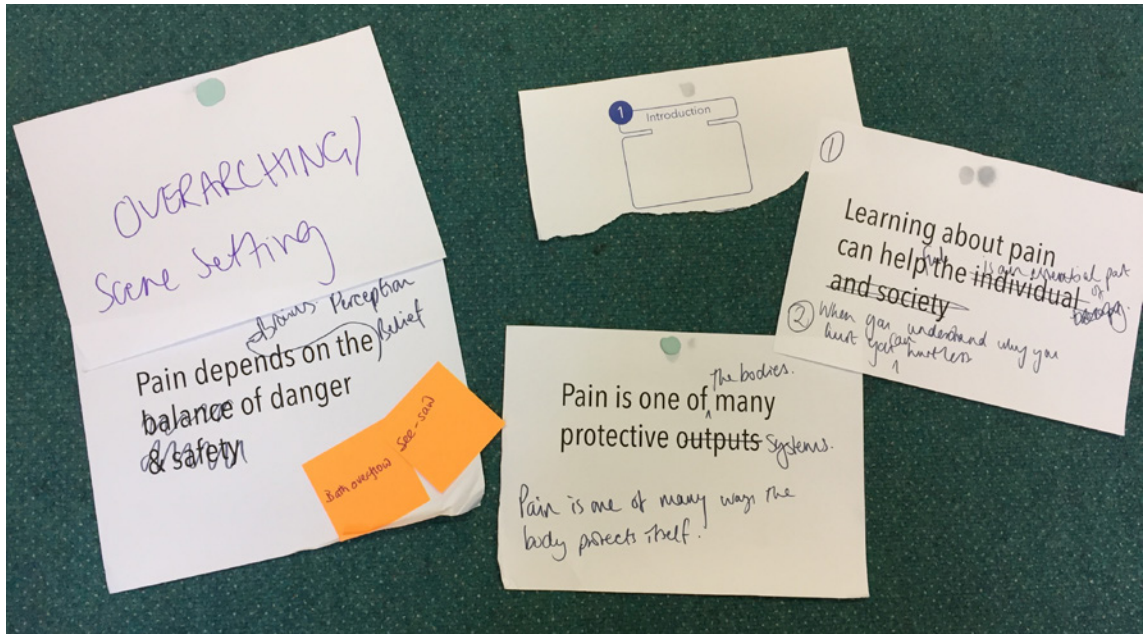 OVERARCHING/
Scene Setting
Brains Perception
Belief
Pain depends on the
balance of danger
& safety
Bath overflow
See-saw
1
Introduction
the bodies.
Pain is one of many
protective outputs systems.
Pain is one of many ways the
body protects itself.
1
Learning about pain
is an essential part
can help the individual
of
and society
2
When you understand why you
can
hurt you hurt less